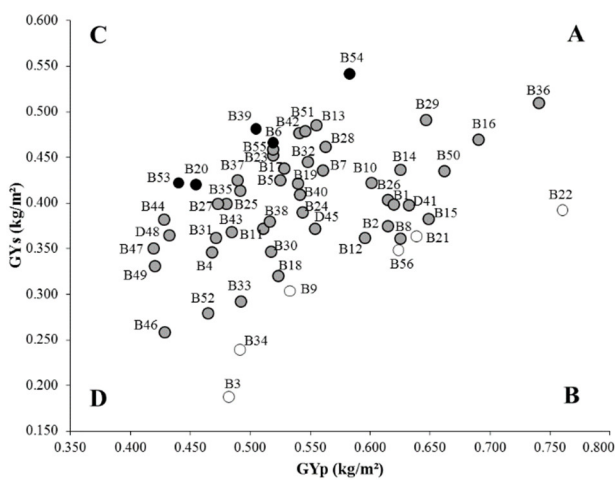 0.600
C
A
B54
0.550
B36
B51
B13
B29
B39
B42
0.500
B6
B16
B28
B55
B32
0.450
B23
B17
B7
B14
B50
B37
B53
B20
B5
B19
B10
B35
B40
B26
B22
0.400
B27
B25
B24
B1
D41
B44
B43
B38
D45
B15
D48
B31
B11
B2
B8
B21
0.350
B47
B4
B30
B12
B56
B49
B18
0.300
B33
B9
B52
B46
0.250
B34
0.200
B3
D
B
0.150
0.350
0.400
0.450
0.500
0.550
0.600
0.650
0.700
0.750
0.800
GYs (kg/m²)
GYp (kg/m²)